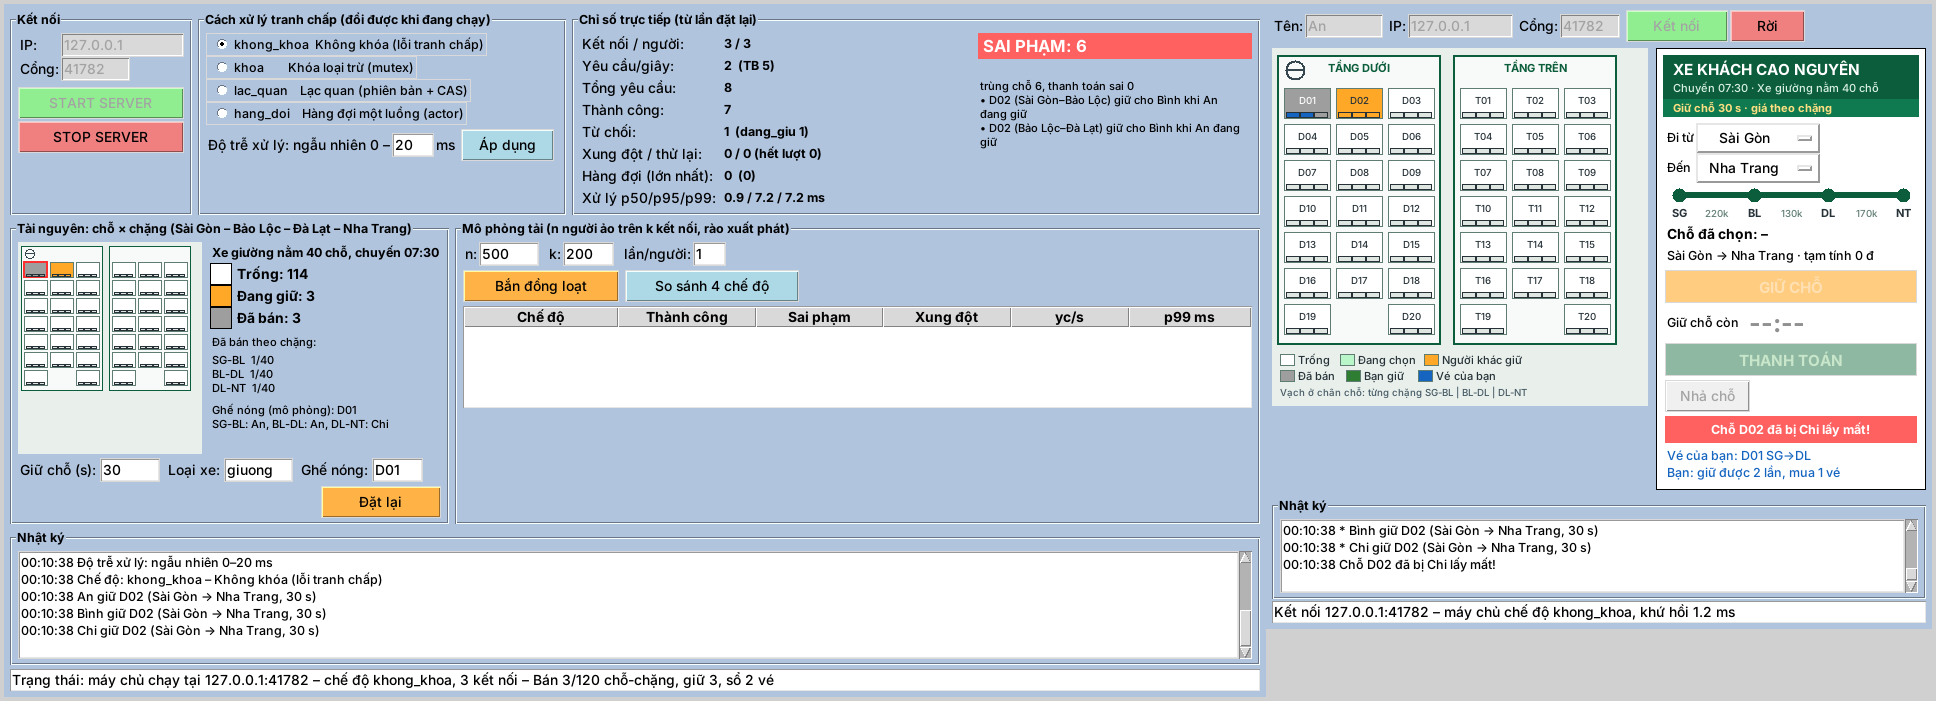 Kết nối
IP: 127.0.0.1
Cổng: 41782
START SERVER
STOP SERVER
Cách xử lý tranh chấp (đổi được khi đang chạy)
khong_khoa Không khóa (lỗi tranh chấp)
khoa Khóa loại trừ (mutex)
lac_quan Lạc quan (phiên bản + CAS)
hang_doi Hàng đợi một luồng (actor)
Độ trễ xử lý: ngẫu nhiên 0 – 20 ms Áp dụng
Chỉ số trực tiếp (từ lần đặt lại)
Kết nối / người: 3 / 3
Yêu cầu/giây: 2 (TB 5)
Tổng yêu cầu: 8
Thành công: 7
Từ chối: 1 (dang_giu 1)
Xung đột / thử lại: 0 / 0 (hết lượt 0)
Hàng đợi (lớn nhất): 0 (0)
Xử lý p50/p95/p99: 0.9 / 7.2 / 7.2 ms
SAI PHẠM: 6
trùng chỗ 6, thanh toán sai 0
• D02 (Sài Gòn–Bảo Lộc) giữ cho Bình khi An
đang giữ
• D02 (Bảo Lộc–Đà Lạt) giữ cho Bình khi An đang
giữ
Tài nguyên: chỗ × chặng (Sài Gòn – Bảo Lộc – Đà Lạt – Nha Trang)
Xe giường nằm 40 chỗ, chuyến 07:30
Trống: 114
Đang giữ: 3
Đã bán: 3
Đã bán theo chặng:
SG-BL 1/40
BL-DL 1/40
DL-NT 1/40
Ghế nóng (mô phỏng): D01
SG-BL: An, BL-DL: An, DL-NT: Chi
Giữ chỗ (s): 30 Loại xe: giuong Ghế nóng: D01
Đặt lại
Mô phỏng tải (n người ảo trên k kết nối, rào xuất phát)
n: 500 k: 200 lần/người: 1
Bắn đồng loạt So sánh 4 chế độ
Chế độ Thành công Sai phạm Xung đột yc/s p99 ms
Nhật ký
00:10:38 Độ trễ xử lý: ngẫu nhiên 0–20 ms
00:10:38 Chế độ: khong_khoa – Không khóa (lỗi tranh chấp)
00:10:38 An giữ D02 (Sài Gòn → Nha Trang, 30 s)
00:10:38 Bình giữ D02 (Sài Gòn → Nha Trang, 30 s)
00:10:38 Chi giữ D02 (Sài Gòn → Nha Trang, 30 s)
Trạng thái: máy chủ chạy tại 127.0.0.1:41782 – chế độ khong_khoa, 3 kết nối – Bán 3/120 chỗ-chặng, giữ 3, sổ 2 vé
Tên: An IP: 127.0.0.1 Cổng: 41782 Kết nối Rời
TẦNG DƯỚI
D01 D02 D03
D04 D05 D06
D07 D08 D09
D10 D11 D12
D13 D14 D15
D16 D17 D18
D19 D20
TẦNG TRÊN
T01 T02 T03
T04 T05 T06
T07 T08 T09
T10 T11 T12
T13 T14 T15
T16 T17 T18
T19 T20
Trống Đang chọn Người khác giữ
Đã bán Bạn giữ Vé của bạn
Vạch ở chân chỗ: từng chặng SG-BL | BL-DL | DL-NT
XE KHÁCH CAO NGUYÊN
Chuyến 07:30 · Xe giường nằm 40 chỗ
Giữ chỗ 30 s · giá theo chặng
Đi từ Sài Gòn
Đến Nha Trang
SG 220k BL 130k DL 170k NT
Chỗ đã chọn: –
Sài Gòn → Nha Trang · tạm tính 0 đ
GIỮ CHỖ
Giữ chỗ còn --:--
THANH TOÁN
Nhả chỗ
Chỗ D02 đã bị Chi lấy mất!
Vé của bạn: D01 SG→DL
Bạn: giữ được 2 lần, mua 1 vé
Nhật ký
00:10:38 * Bình giữ D02 (Sài Gòn → Nha Trang, 30 s)
00:10:38 * Chi giữ D02 (Sài Gòn → Nha Trang, 30 s)
00:10:38 Chỗ D02 đã bị Chi lấy mất!
Kết nối 127.0.0.1:41782 – máy chủ chế độ khong_khoa, khứ hồi 1.2 ms